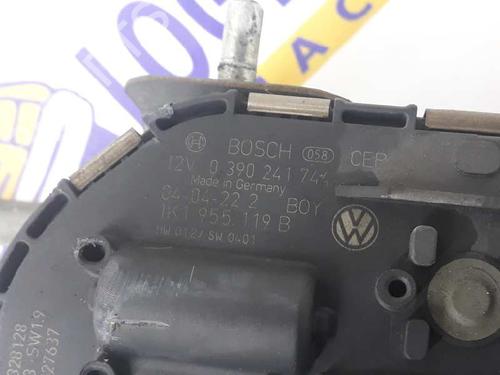 BOSCH 058 CEP
12V 0 390 241 744
Made in Germany
04-04-22 2 BOY
1K1 955 119 B
HW 012/SW 0401
328128
SW19
27637